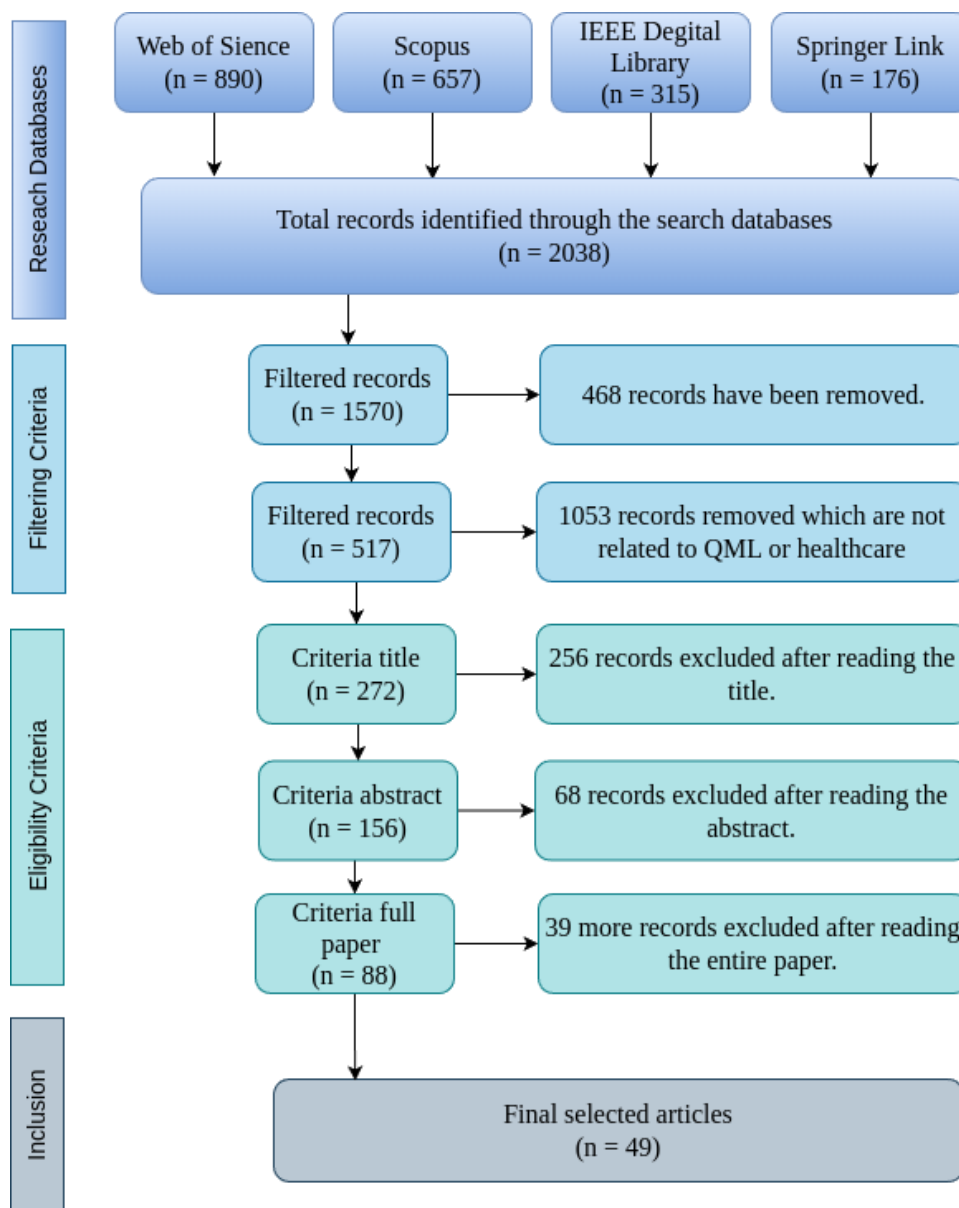 Reseach Databases
Web of Sience
(n = 890)
Scopus
(n = 657)
IEEE Degital
Library
(n = 315)
Springer Link
(n = 176)
Total records identified through the search databases
(n = 2038)
Filtering Criteria
Filtered records
(n = 1570)
468 records have been removed.
Filtered records
(n = 517)
1053 records removed which are not
related to QML or healthcare
Eligibility Criteria
Criteria title
(n = 272)
256 records excluded after reading the
title.
Criteria abstract
(n = 156)
68 records excluded after reading the
abstract.
Criteria full
paper
(n = 88)
39 more records excluded after reading
the entire paper.
Inclusion
Final selected articles
(n = 49)